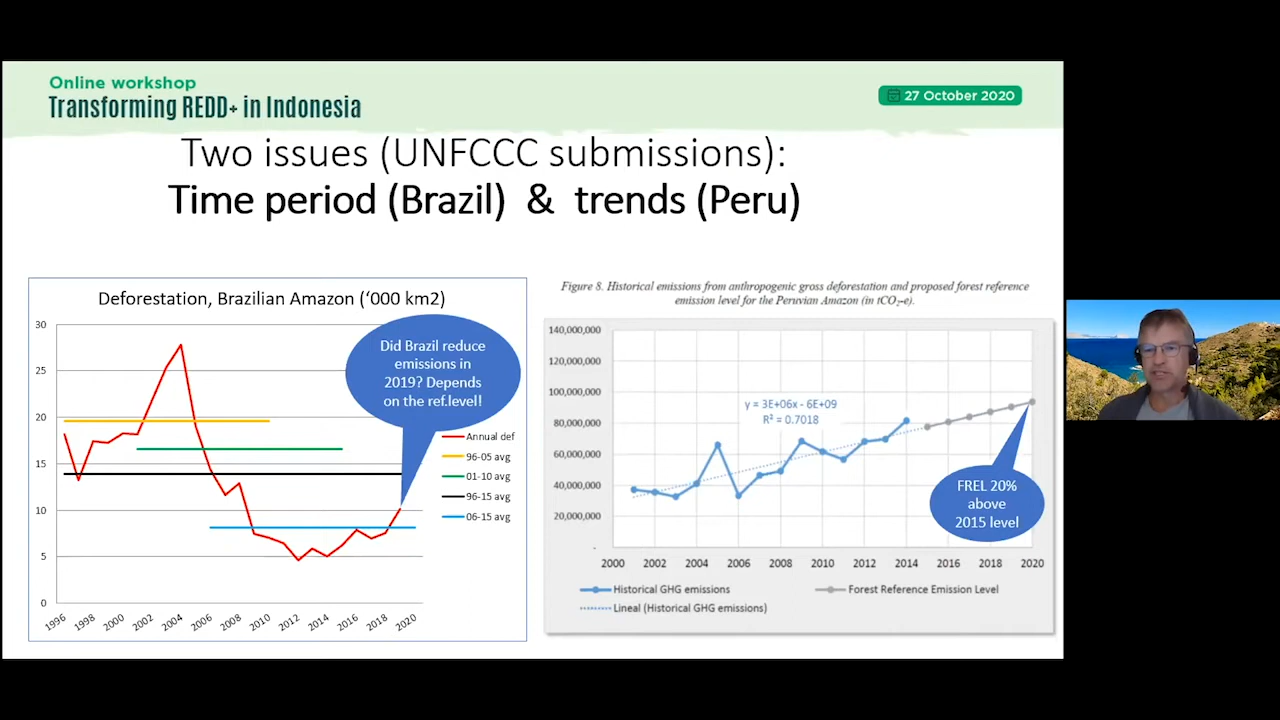 Online workshop
Transforming REDD+ in Indonesia
27 October 2020
Two issues (UNFCCC submissions):
Time period (Brazil) & trends (Peru)
Deforestation, Brazilian Amazon (‘000 km2)
30
25
20
15
10
5
0
1996
1998
2000
2002
2004
2006
2008
2010
2012
2014
2016
2018
2020
Did Brazil reduce
emissions in
2019? Depends
on the ref.level!
Annual def
96-05 avg
01-10 avg
96-15 avg
06-15 avg
Figure 8. Historical emissions from anthropogenic gross deforestation and proposed forest reference
emission level for the Peruvian Amazon (in tCO2-e).
140,000,000
120,000,000
100,000,000
80,000,000
60,000,000
40,000,000
20,000,000
-
y = 3E+06x - 6E+09
R² = 0.7018
FREL 20%
above
2015 level
2000
2002
2004
2006
2008
2010
2012
2014
2016
2018
2020
Historical GHG emissions
Forest Reference Emission Level
Lineal (Historical GHG emissions)